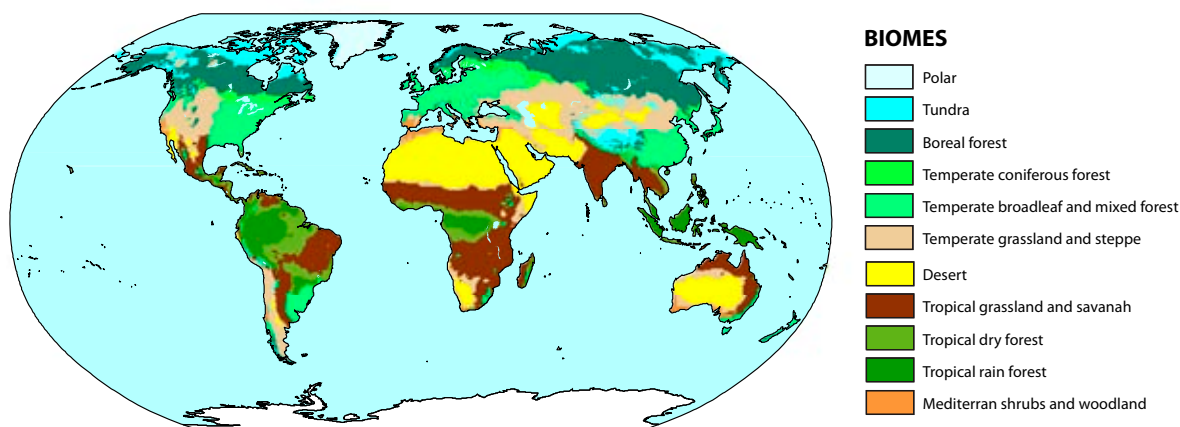 BIOMES
Polar
Tundra
Boreal forest
Temperate coniferous forest
Temperate broadleaf and mixed forest
Temperate grassland and steppe
Desert
Tropical grassland and savanah
Tropical dry forest
Tropical rain forest
Mediterran shrubs and woodland